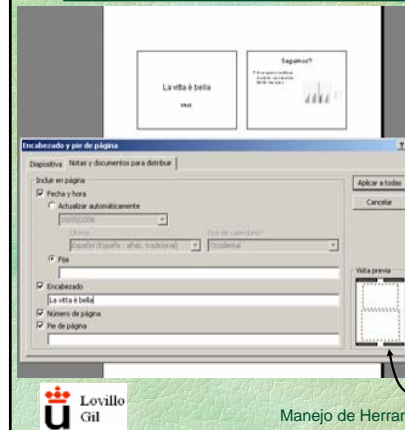 La vitta è bella
Seguimos?
Encabezado y pie de página
Diapositiva
Notas y documentos para distribuir
Incluir en página
Fecha y hora
Actualizar automáticamente
10/05/2006
Idioma:
Tipo de calendario:
Español (España - alfab. tradicional)
Occidental
Fija
Encabezado
La vitta è bella
Número de página
Pie de página
Aplicar a todas
Cancelar
Vista previa
Lovillo
Gil
Manejo de Herrar